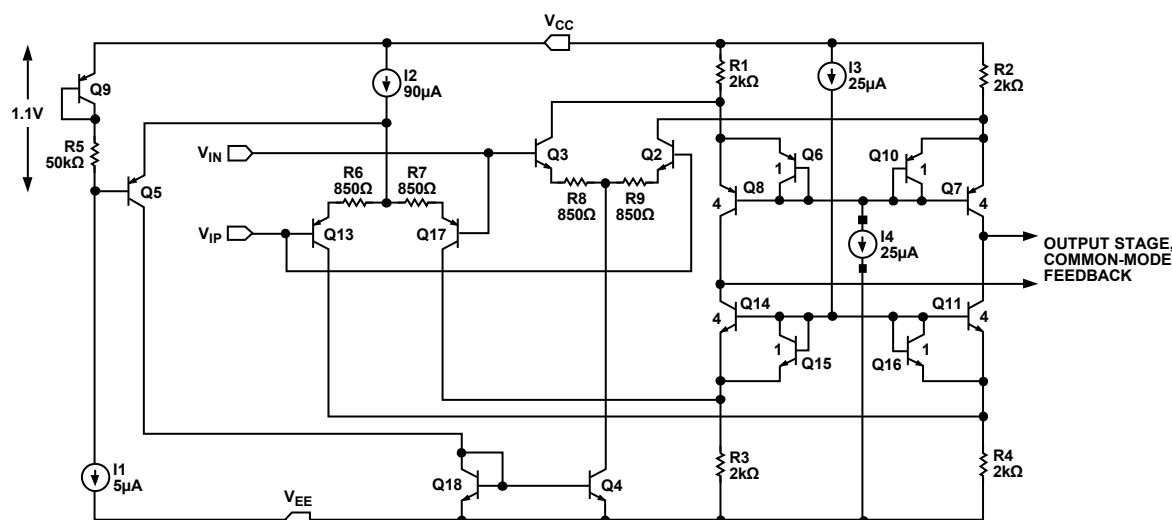 VCC
1.1V
Q9
R5
50kΩ
I2
90µA
R1
2kΩ
I3
25µA
R2
2kΩ
VIN
Q3
Q2
Q6
1
Q10
1
Q5
R6
850Ω
R7
850Ω
R8
850Ω
R9
850Ω
Q8
4
Q7
4
VIP
Q13
Q17
I4
25µA
OUTPUT STAGE,
COMMON-MODE
FEEDBACK
Q14
4
Q11
4
1
Q15
1
Q16
I1
5µA
Q18
Q4
R3
2kΩ
R4
2kΩ
VEE